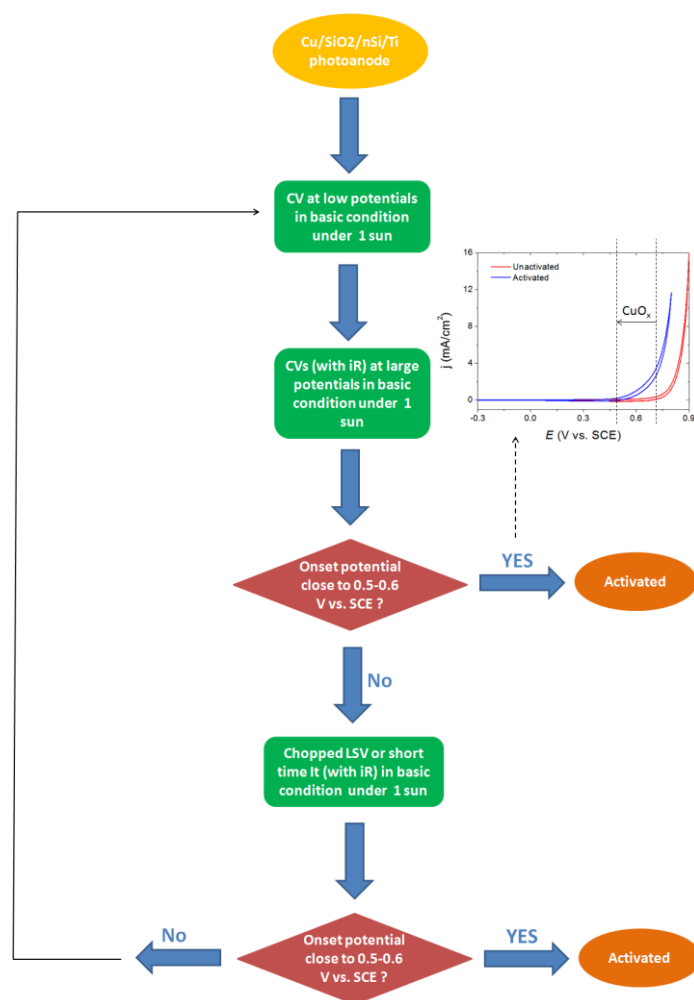 Cu/SiO2/nSi/Ti
photoanode
CV at low potentials
in basic condition
under 1 sun
CVs (with iR) at large
potentials in basic
condition under 1
sun
16
12
8
4
0
j (mA/cm²)
Unactivated
Activated
CuOₓ
-0.3
0.0
0.3
0.6
0.9
E (V vs. SCE)
Onset potential
close to 0.5-0.6
V vs. SCE ?
YES
Activated
No
Chopped LSV or short
time It (with iR) in basic
condition under 1 sun
Onset potential
close to 0.5-0.6
V vs. SCE ?
No
YES
Activated